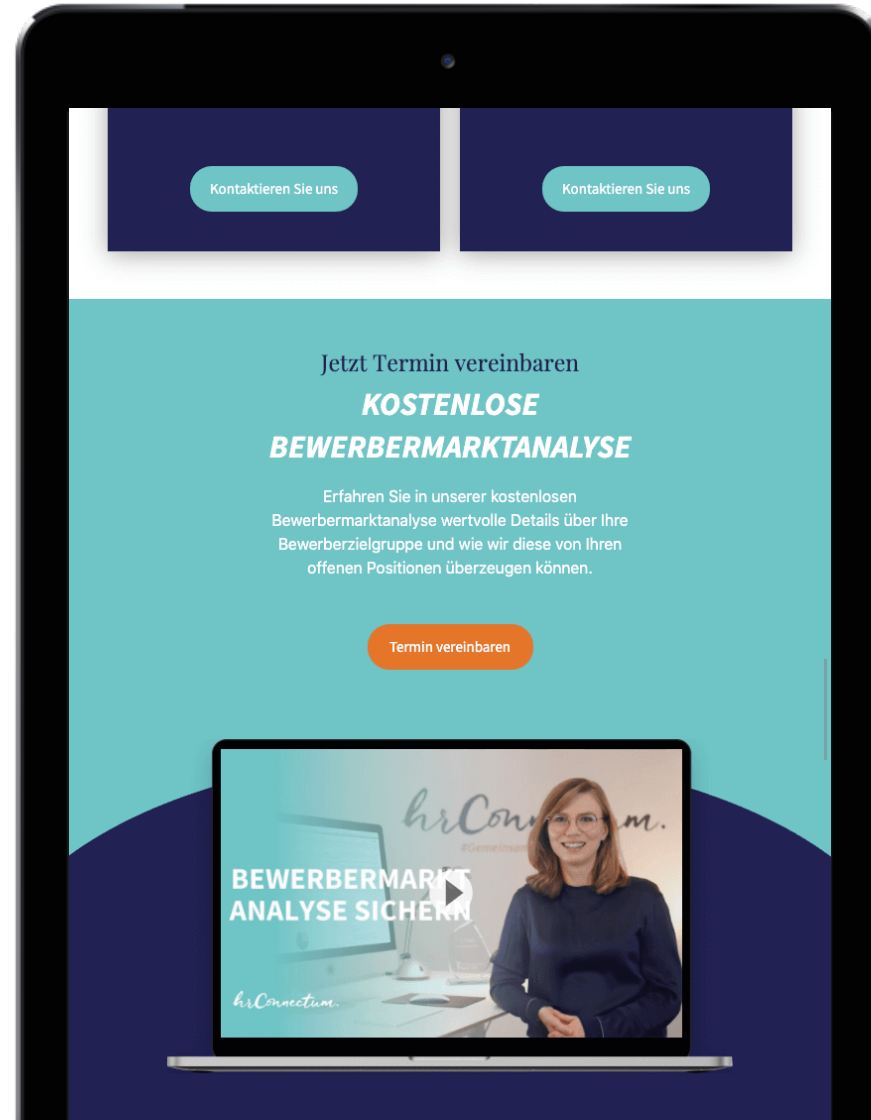 Kontaktieren Sie uns
Kontaktieren Sie uns
Jetzt Termin vereinbaren
KOSTENLOSE
BEWERBERMARKTANALYSE
Erfahren Sie in unserer kostenlosen
Bewerbermarktanalyse wertvolle Details über Ihre
Bewerberzielgruppe und wie wir diese von Ihren
offenen Positionen überzeugen können.
Termin vereinbaren
hrConn m.
#Gemeinsam
BEWERBERMARKT
ANALYSE SICHERN
hrConnectum.